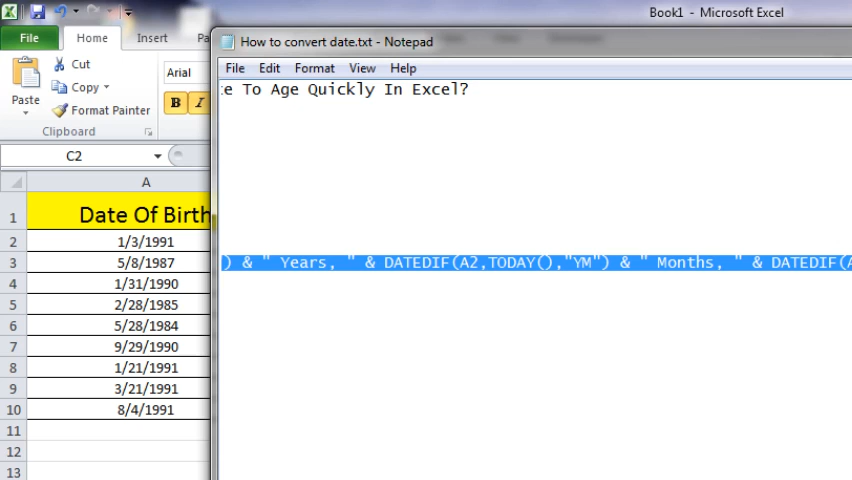 Book1 - Microsoft Excel
File Home Insert
How to convert date.txt - Notepad
Cut
Copy
Format Painter
Paste
Clipboard
Arial
B I
File Edit Format View Help
e To Age Quickly In Excel?
C2
A
1 Date Of Birth
2 1/3/1991
3 5/8/1987
4 1/31/1990
5 2/28/1985
6 5/28/1984
7 9/29/1990
8 1/21/1991
9 3/21/1991
10 8/4/1991
11
12
13
) & " Years, " & DATEDIF(A2,TODAY(),"YM") & " Months, " & DATEDIF(